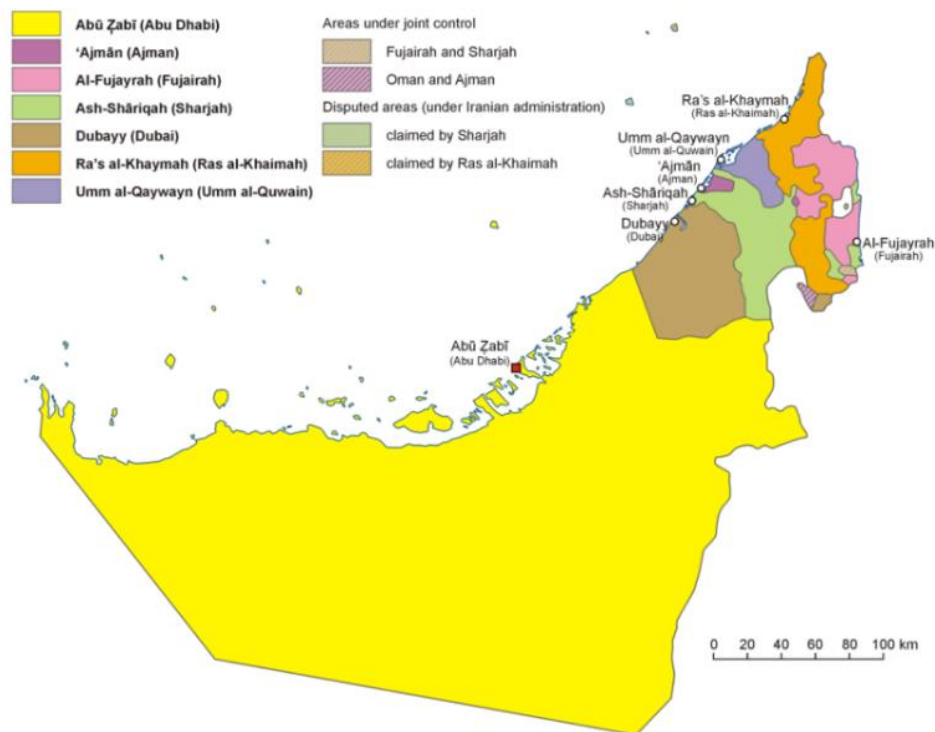 Abū Z̧abī (Abu Dhabi)
‘Ajmān (Ajman)
Al-Fujayrah (Fujairah)
Ash-Shāriqah (Sharjah)
Dubayy (Dubai)
Ra's al-Khaymah (Ras al-Khaimah)
Umm al-Qaywayn (Umm al-Quwain)
Areas under joint control
Fujairah and Sharjah
Oman and Ajman
Disputed areas (under Iranian administration)
claimed by Sharjah
claimed by Ras al-Khaimah
Ra's al-Khaymah
(Ras al-Khaimah)
Umm al-Qaywayn
(Umm al-Quwain)
‘Ajmān
(Ajman)
Ash-Shāriqah
(Sharjah)
Dubayy
(Dubai)
Al-Fujayrah
(Fujairah)
Abū Z̧abī
(Abu Dhabi)
0 20 40 60 80 100 km